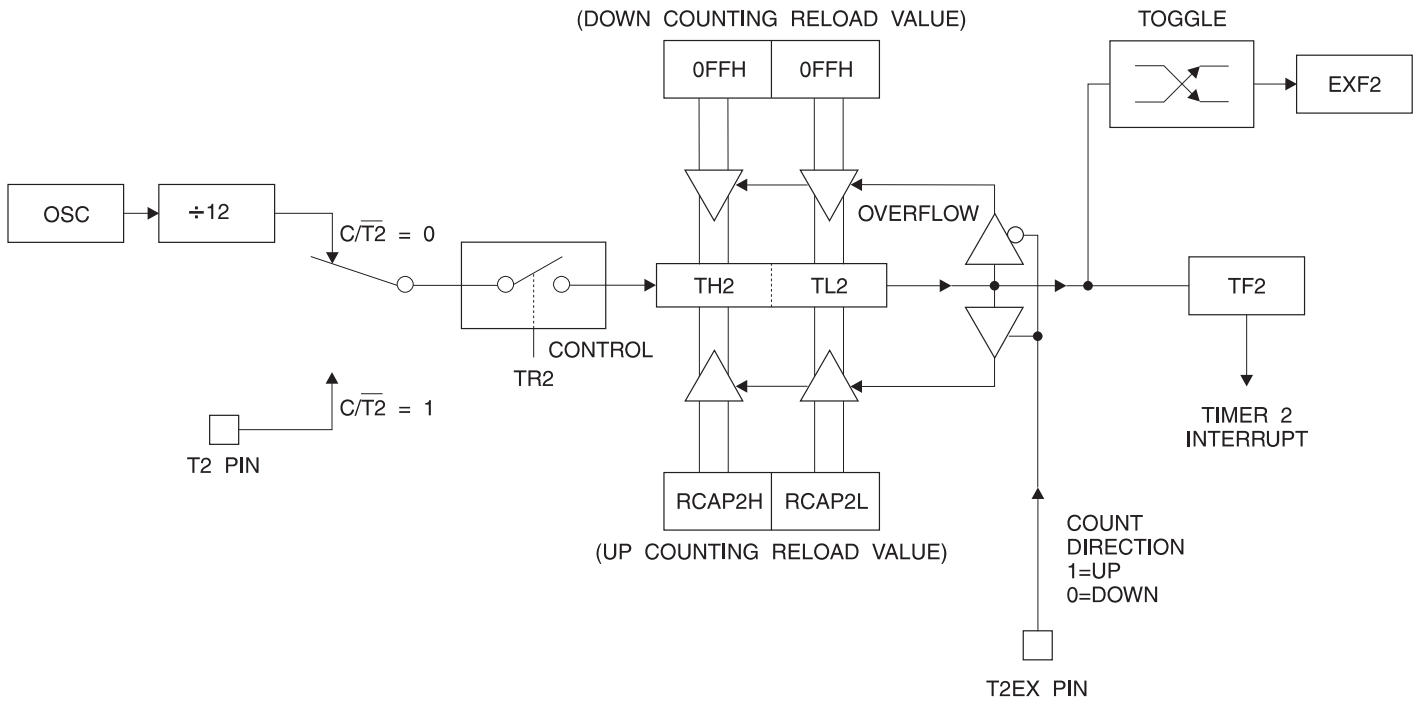 (DOWN COUNTING RELOAD VALUE)
TOGGLE
0FFH
0FFH
EXF2
OSC
÷12
OVERFLOW
C/T2̅ = 0
TH2
TL2
TF2
CONTROL
TR2
C/T2̅ = 1
T2 PIN
TIMER 2
INTERRUPT
RCAP2H
RCAP2L
(UP COUNTING RELOAD VALUE)
COUNT
DIRECTION
1=UP
0=DOWN
T2EX PIN